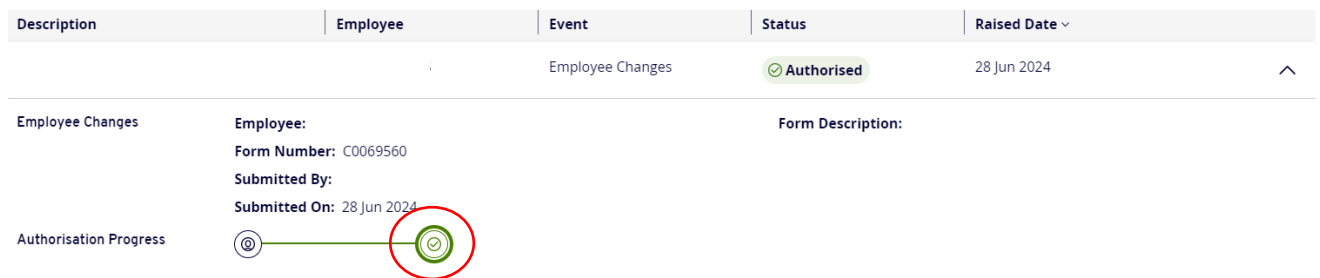 Description Employee Event Status Raised Date
Employee Changes Authorised 28 Jun 2024
Employee Changes Employee: Form Description:
Form Number: C0069560
Submitted By:
Submitted On: 28 Jun 2024
Authorisation Progress